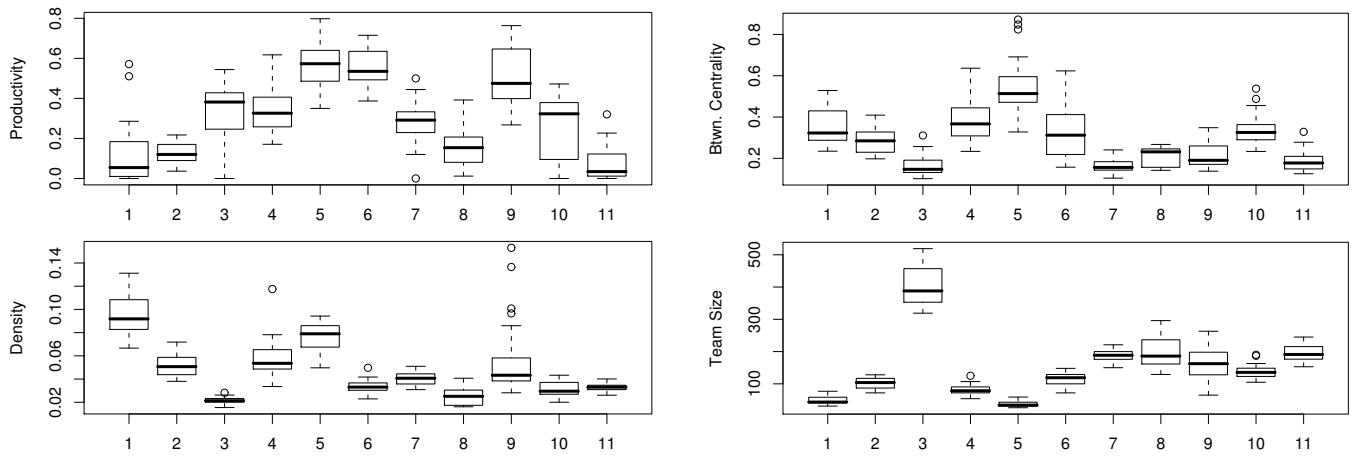 Productivity
0.0 0.2 0.4 0.6 0.8
1 2 3 4 5 6 7 8 9 10 11
Btwn. Centrality
0.2 0.4 0.6 0.8
1 2 3 4 5 6 7 8 9 10 11
Density
0.02 0.06 0.10 0.14
1 2 3 4 5 6 7 8 9 10 11
Team Size
100 300 500
1 2 3 4 5 6 7 8 9 10 11